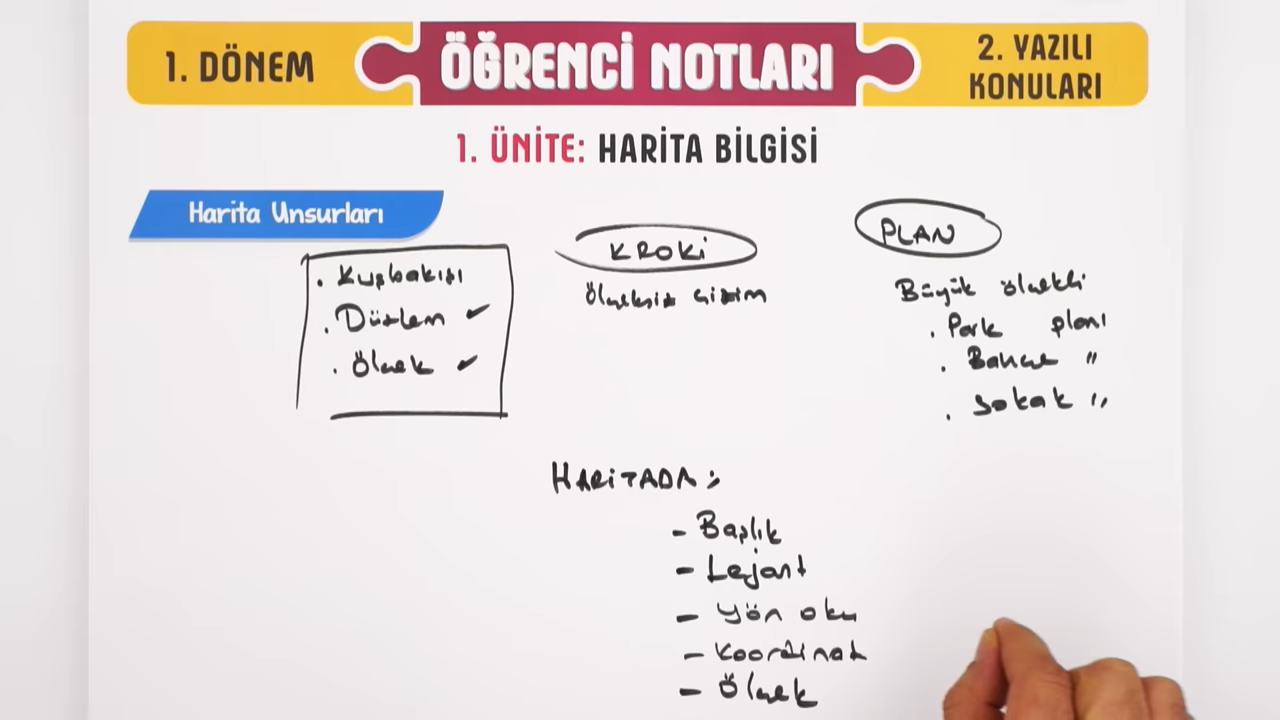 1. DÖNEM
ÖĞRENCİ NOTLARI
2. YAZILI
KONULARI
1. ÜNİTE: HARİTA BİLGİSİ
Harita Unsurları
. Kuşbakışı
. Düzlem ✓
. Ölçek ✓
KROKİ
Ölçeksiz çizim
PLAN
Büyük ölçekli
. Park planı
. Bahçe "
. Sokak "
HARİTADA :
- Başlık
- Lejant
- Yön oku
- Koordinat
- Ölçek